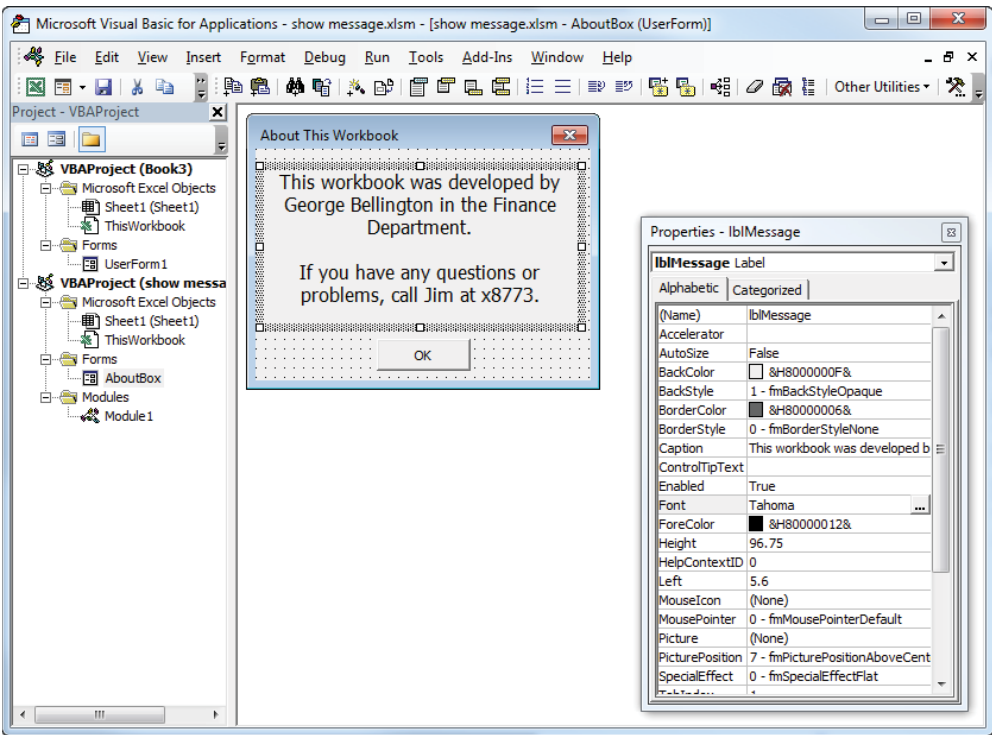 Microsoft Visual Basic for Applications - show message.xlsm - [show message.xlsm - AboutBox (UserForm)]
File Edit View Insert Format Debug Run Tools Add-Ins Window Help
Other Utilities
Project - VBAProject
VBAProject (Book3)
Microsoft Excel Objects
Sheet1 (Sheet1)
ThisWorkbook
Forms
UserForm1
VBAProject (show messa
Microsoft Excel Objects
Sheet1 (Sheet1)
ThisWorkbook
Forms
AboutBox
Modules
Module1
About This Workbook
This workbook was developed by
George Bellington in the Finance
Department.
If you have any questions or
problems, call Jim at x8773.
OK
Properties - lblMessage
lblMessage Label
Alphabetic Categorized
(Name) lblMessage
Accelerator
AutoSize False
BackColor &H8000000F&
BackStyle 1 - fmBackStyleOpaque
BorderColor &H80000006&
BorderStyle 0 - fmBorderStyleNone
Caption This workbook was developed b
ControlTipText
Enabled True
Font Tahoma ...
ForeColor &H80000012&
Height 96.75
HelpContextID 0
Left 5.6
MouseIcon (None)
MousePointer 0 - fmMousePointerDefault
Picture (None)
PicturePosition 7 - fmPicturePositionAboveCent
SpecialEffect 0 - fmSpecialEffectFlat